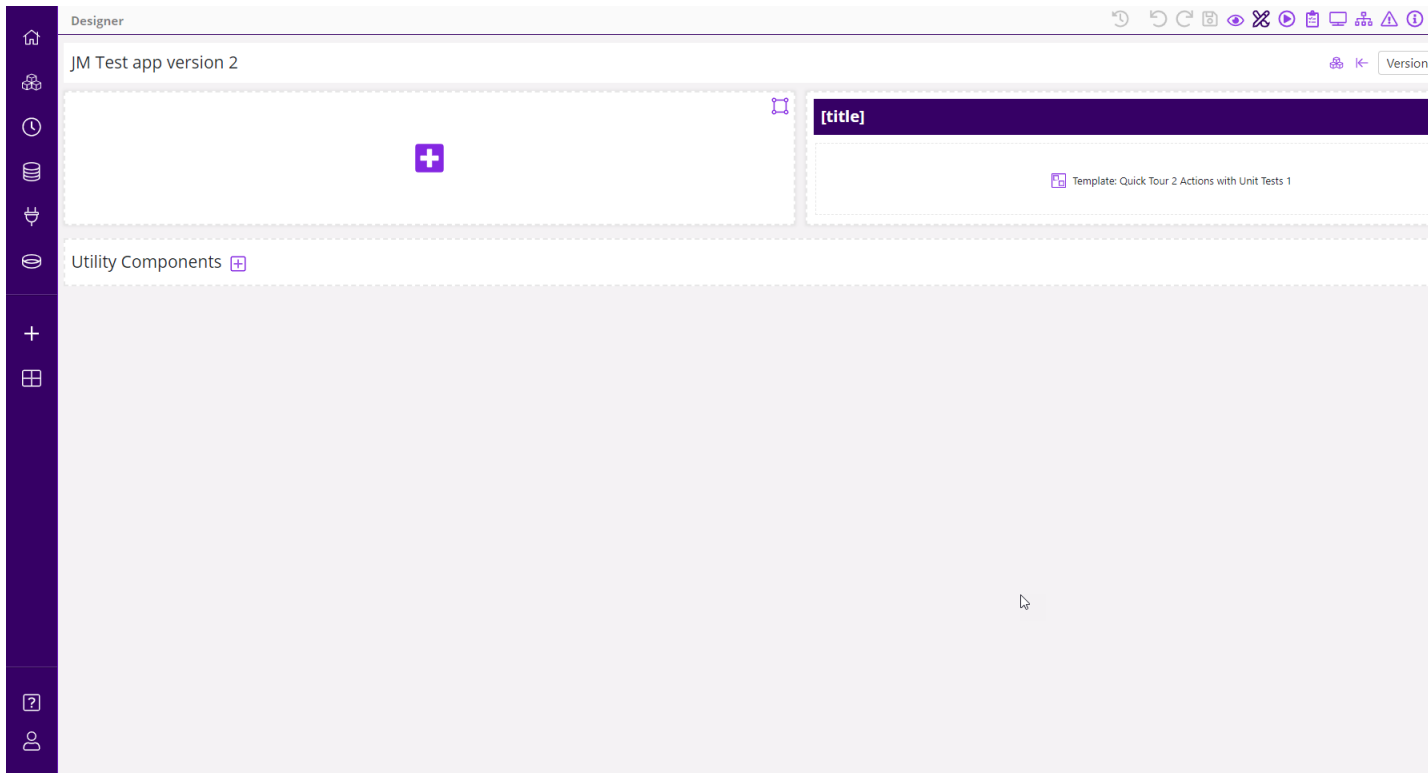 Designer
JM Test app version 2
Version
[title]
Template: Quick Tour 2 Actions with Unit Tests 1
Utility Components